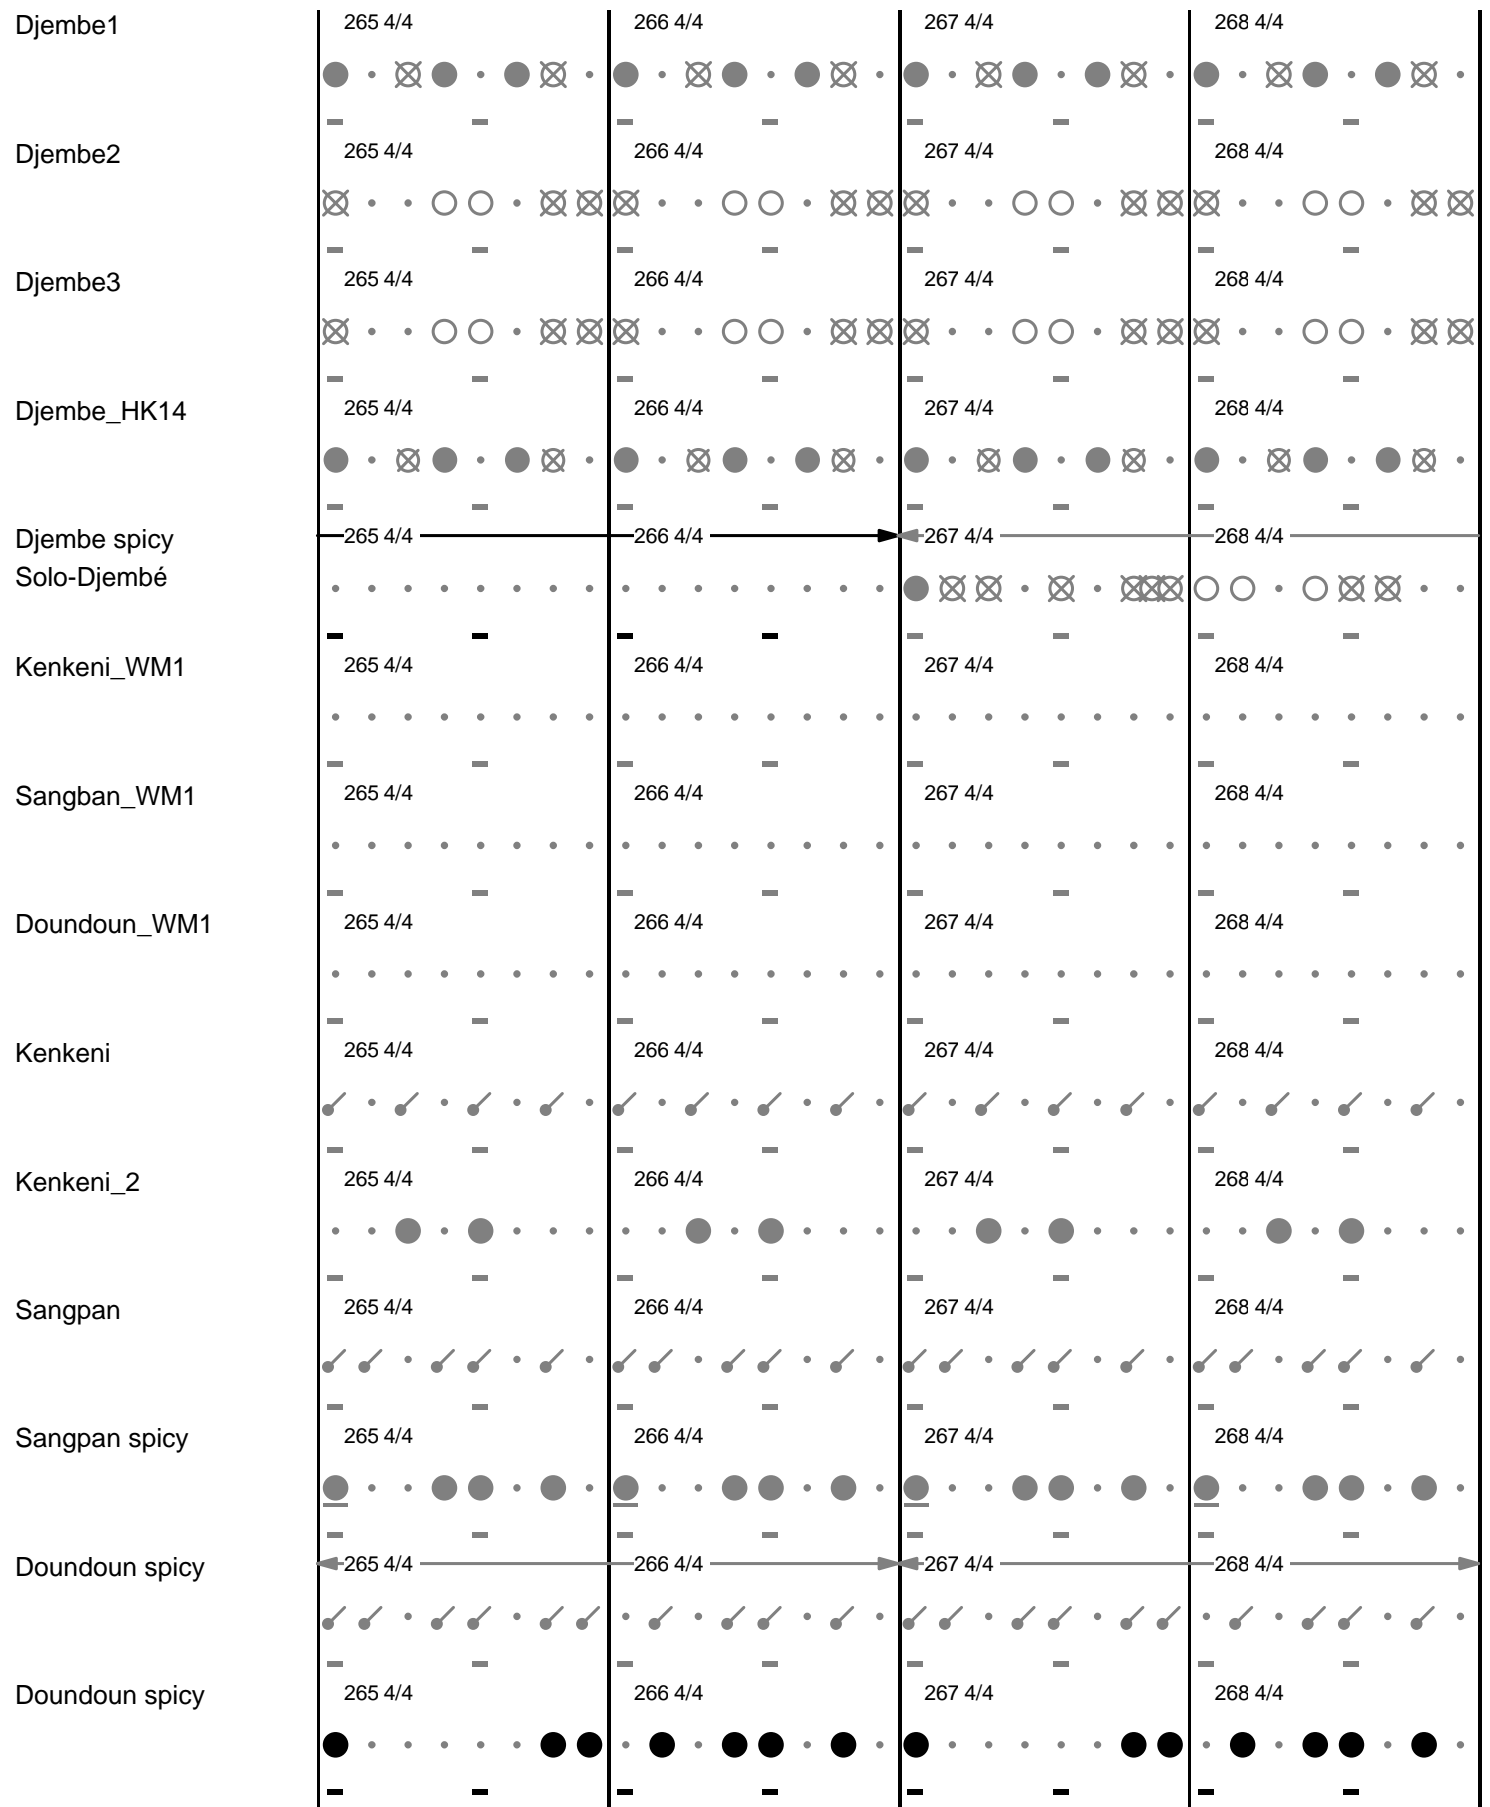 Djembe1 265 4/4 266 4/4 267 4/4 268 4/4
Djembe2 265 4/4 266 4/4 267 4/4 268 4/4
Djembe3 265 4/4 266 4/4 267 4/4 268 4/4
Djembe_HK14 265 4/4 266 4/4 267 4/4 268 4/4
Djembe spicy 265 4/4 266 4/4 267 4/4 268 4/4
Solo-Djembé
Kenkeni_WM1 265 4/4 266 4/4 267 4/4 268 4/4
Sangban_WM1 265 4/4 266 4/4 267 4/4 268 4/4
Doundoun_WM1 265 4/4 266 4/4 267 4/4 268 4/4
Kenkeni 265 4/4 266 4/4 267 4/4 268 4/4
Kenkeni_2 265 4/4 266 4/4 267 4/4 268 4/4
Sangpan 265 4/4 266 4/4 267 4/4 268 4/4
Sangpan spicy 265 4/4 266 4/4 267 4/4 268 4/4
Doundoun spicy 265 4/4 266 4/4 267 4/4 268 4/4
Doundoun spicy 265 4/4 266 4/4 267 4/4 268 4/4